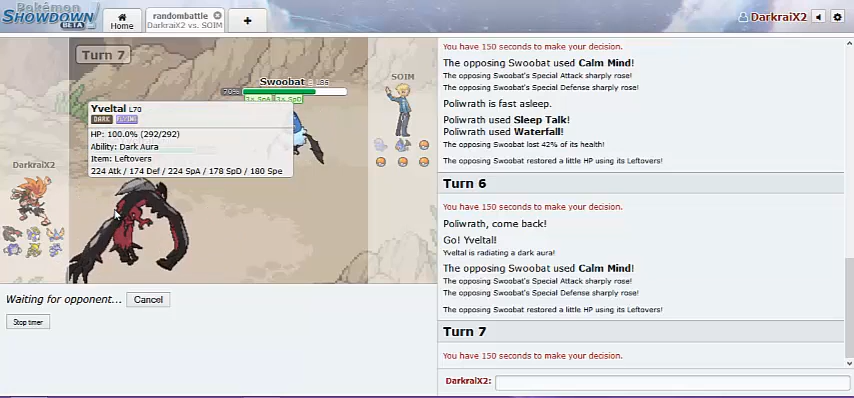 Pokémon
SHOWDOWN
BETA
Home
randombattle
DarkraiX2 vs. SOIM
+
DarkraiX2
Turn 7
Swoobat L86
SOIM
Yveltal L70
DARK FLYING
HP: 100.0% (292/292)
Ability: Dark Aura
Item: Leftovers
224 Atk / 174 Def / 224 SpA / 178 SpD / 180 Spe
DarkraiX2
Waiting for opponent... Cancel
Stop timer
You have 150 seconds to make your decision.
The opposing Swoobat used Calm Mind!
The opposing Swoobat's Special Attack sharply rose!
The opposing Swoobat's Special Defense sharply rose!
Poliwrath is fast asleep.
Poliwrath used Sleep Talk!
Poliwrath used Waterfall!
The opposing Swoobat lost 42% of its health!
The opposing Swoobat restored a little HP using its Leftovers!
Turn 6
You have 150 seconds to make your decision.
Poliwrath, come back!
Go! Yveltal!
Yveltal is radiating a dark aura!
The opposing Swoobat used Calm Mind!
The opposing Swoobat's Special Attack sharply rose!
The opposing Swoobat's Special Defense sharply rose!
The opposing Swoobat restored a little HP using its Leftovers!
Turn 7
You have 150 seconds to make your decision.
DarkraiX2: